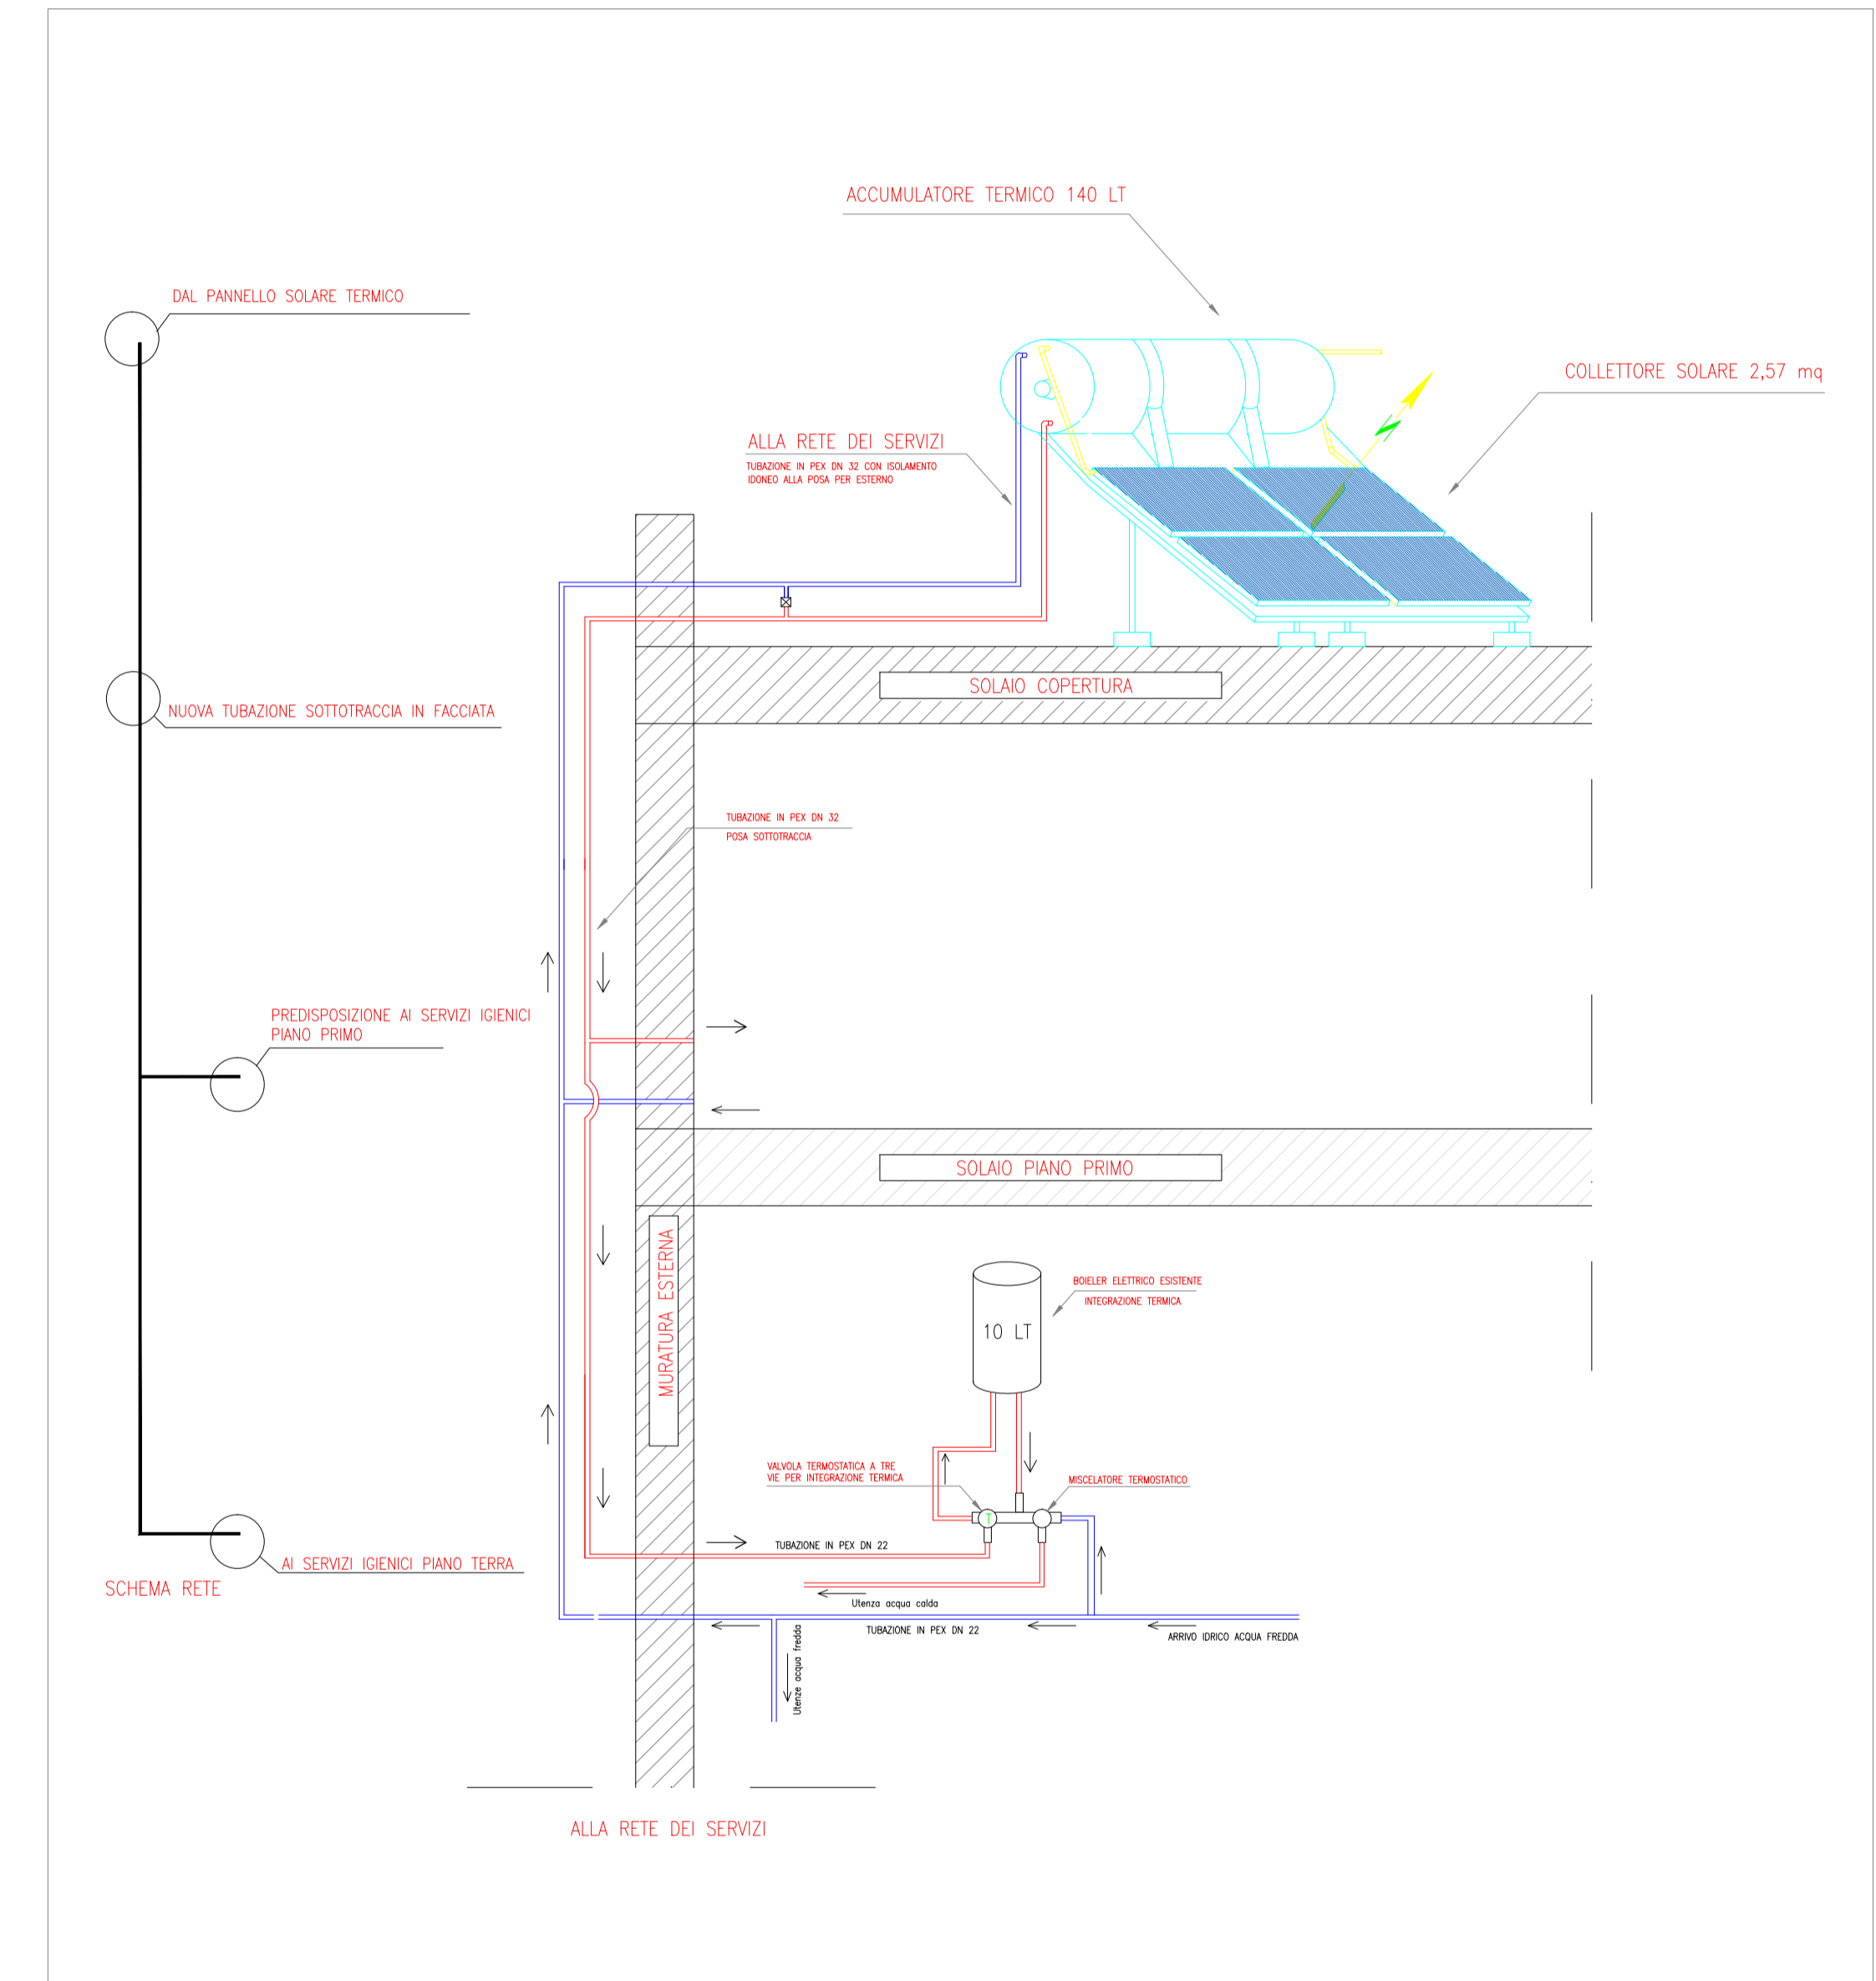 ACCUMULATORE TERMICO 140 LT
DAL PANNELLO SOLARE TERMICO
COLLETTORE SOLARE 2,57 mq
N
ALLA RETE DEI SERVIZI
TUBAZIONE IN PEX DN 32 CON ISOLAMENTO
IDONEO ALLA POSA PER ESTERNO
SOLAIO COPERTURA
NUOVA TUBAZIONE SOTTOTRACCIA IN FACCIATA
TUBAZIONE IN PEX DN 32
POSA SOTTOTRACCIA
PREDISPOSIZIONE AI SERVIZI IGIENICI
PIANO PRIMO
SOLAIO PIANO PRIMO
MURATURA ESTERNA
BOIELER ELETTRICO ESISTENTE
INTEGRAZIONE TERMICA
10 LT
VALVOLA TERMOSTATICA A TRE
VIE PER INTEGRAZIONE TERMICA
MISCELATORE TERMOSTATICO
T
TUBAZIONE IN PEX DN 22
AI SERVIZI IGIENICI PIANO TERRA
SCHEMA RETE
Utenza acqua calda
TUBAZIONE IN PEX DN 22
ARRIVO IDRICO ACQUA FREDDA
Utenze acqua fredda
ALLA RETE DEI SERVIZI